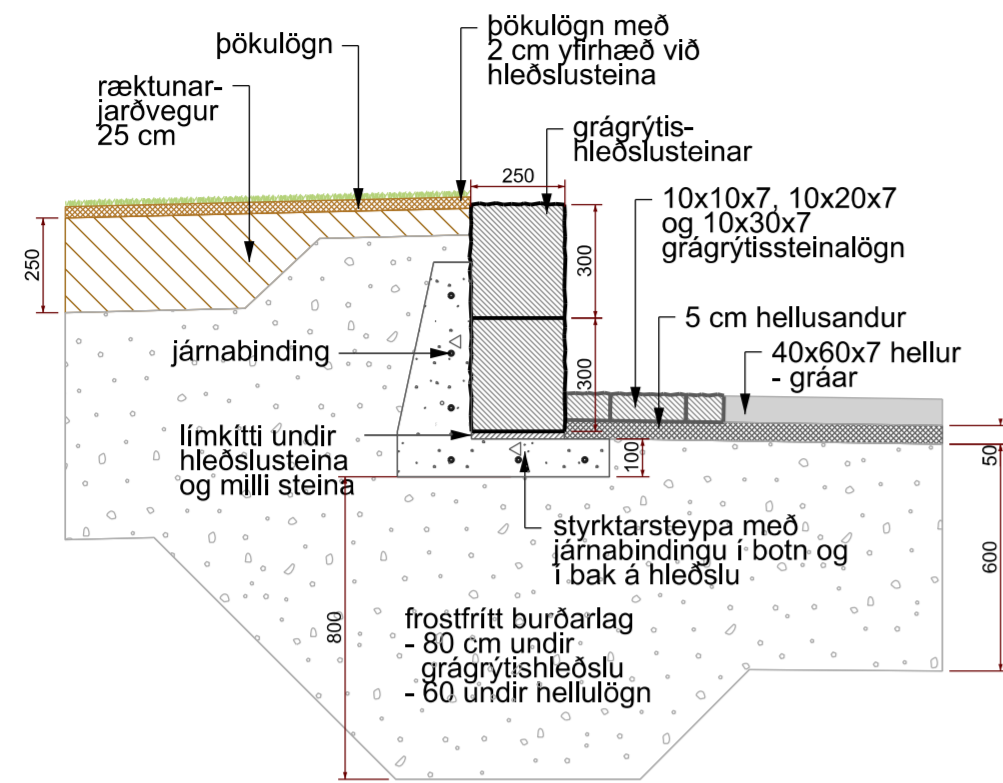 þökulögn
þökulögn með
2 cm yfirhæð við
hleðslusteina
ræktunar-
jarðvegur
25 cm
grágrýtis-
hleðslusteinar
250
10x10x7, 10x20x7
og 10x30x7
grágrýtissteinalögn
250
300
5 cm hellusandur
járnabinding
300
40x60x7 hellur
- gráar
límkítti undir
hleðslusteina
og milli steina
100
50
styrktarsteypa með
járnabindingu í botn og
í bak á hleðslu
600
800
frostfrítt burðarlag
- 80 cm undir
grágrýtishleðslu
- 60 undir hellulögn